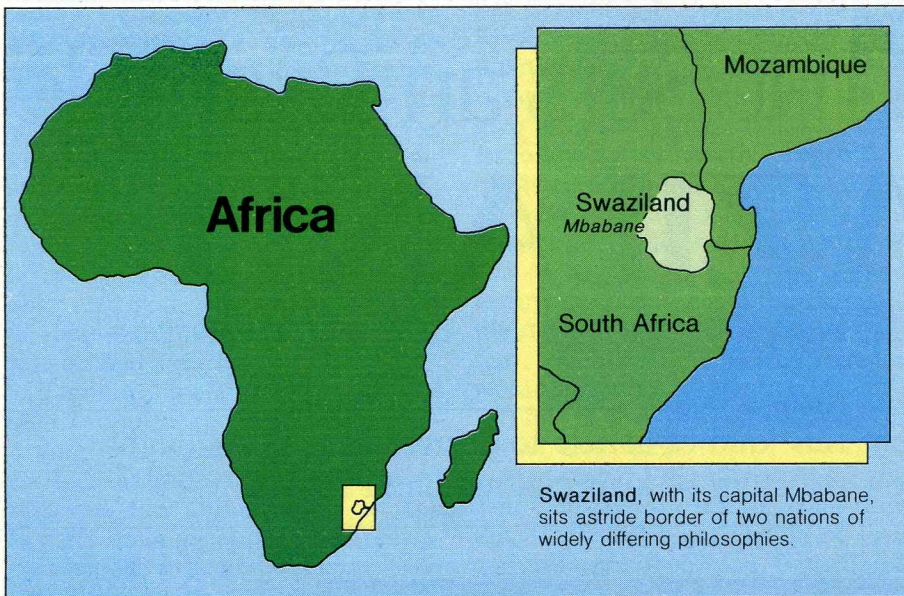 Africa
Mozambique
Swaziland
Mbabane
South Africa
Swaziland, with its capital Mbabane,
sits astride border of two nations of
widely differing philosophies.